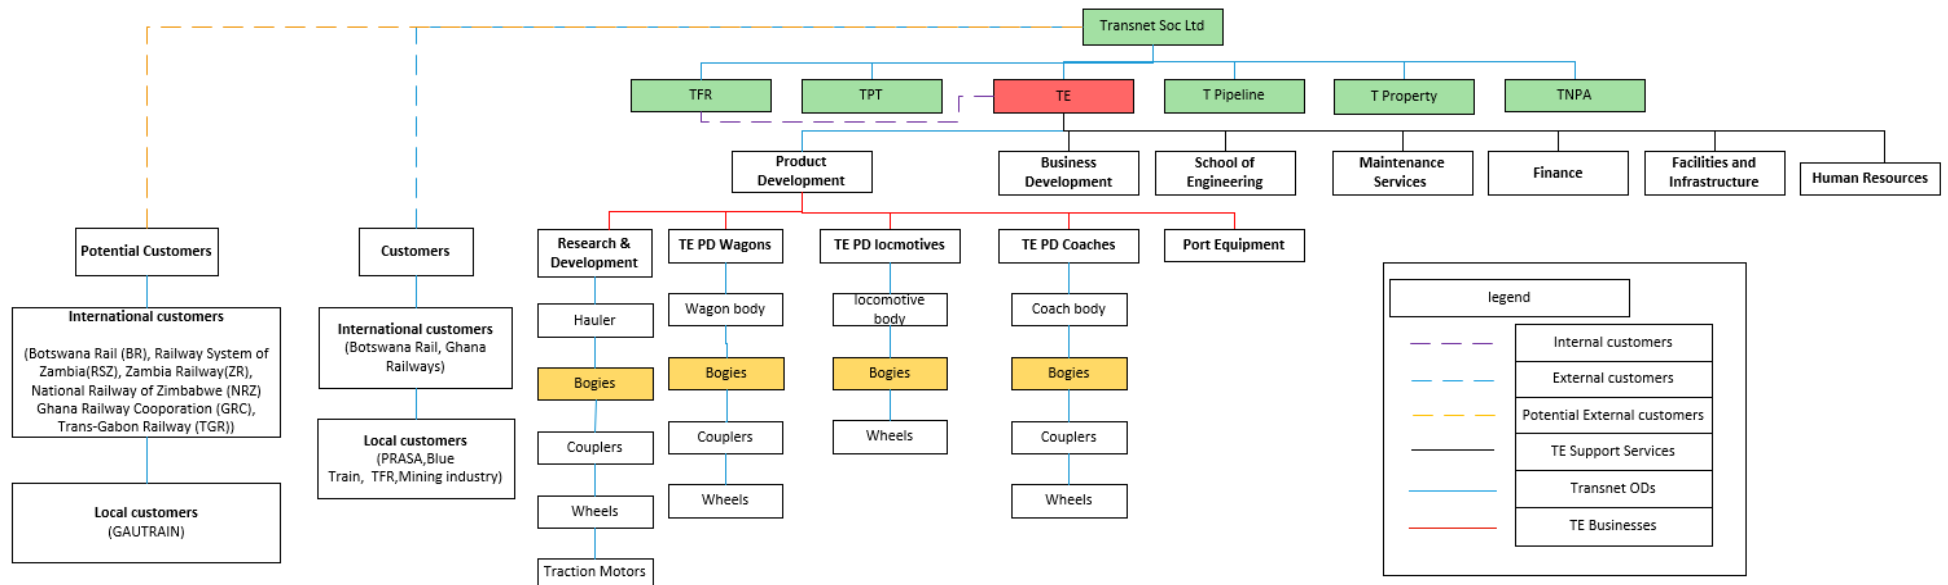 Transnet Soc Ltd
TFR
TPT
TE
T Pipeline
T Property
TNPA
Product
Development
Business
Development
School of
Engineering
Maintenance
Services
Finance
Facilities and
Infrastructure
Human Resources
Potential Customers
International customers
(Botswana Rail (BR), Railway System of
Zambia(RSZ), Zambia Railway(ZR),
National Railway of Zimbabwe (NRZ)
Ghana Railway Cooporation (GRC),
Trans-Gabon Railway (TGR))
Local customers
(GAUTRAIN)
Customers
International customers
(Botswana Rail, Ghana
Railways)
Local customers
(PRASA,Blue
Train, TFR,Mining industry)
Research &
Development
Hauler
Bogies
Couplers
Wheels
Traction Motors
TE PD Wagons
Wagon body
Bogies
Couplers
Wheels
TE PD locmotives
locomotive
body
Bogies
Wheels
TE PD Coaches
Coach body
Bogies
Couplers
Wheels
Port Equipment
legend
Internal customers
External customers
Potential External customers
TE Support Services
Transnet ODs
TE Businesses